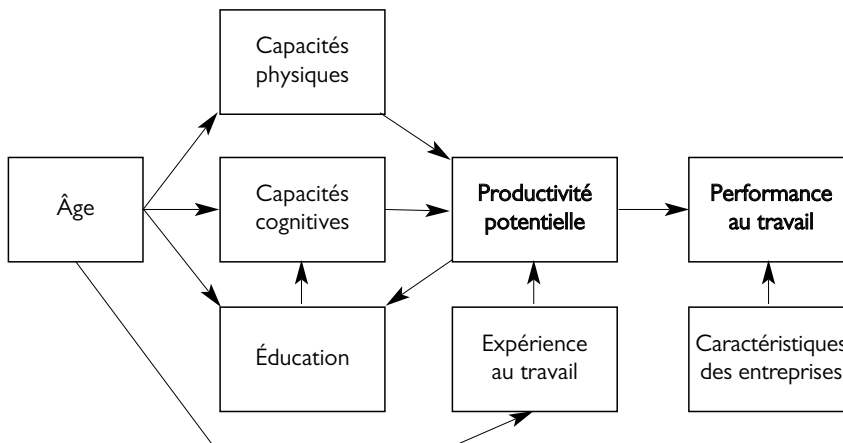 Capacités
physiques
Âge
Capacités
cognitives
Productivité
potentielle
Performance
au travail
Éducation
Expérience
au travail
Caractéristiques
des entreprises